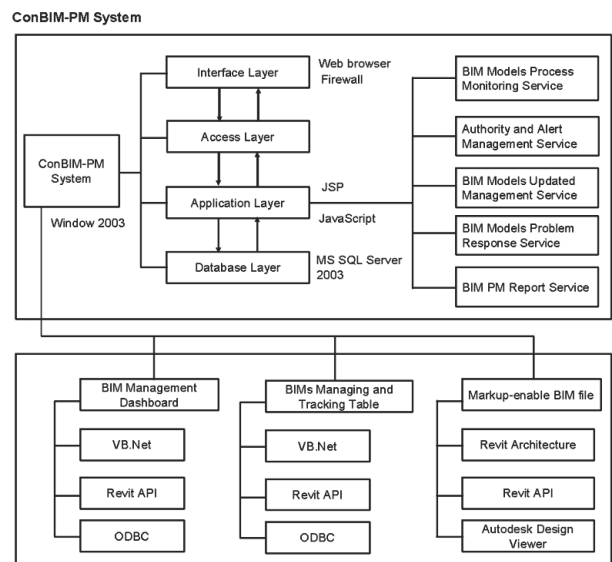 ConBIM-PM System
Interface Layer
Web browser
Firewall
BIM Models Process
Monitoring Service
Access Layer
Authority and Alert
Management Service
ConBIM-PM
System
Application Layer
JSP
JavaScript
BIM Models Updated
Management Service
Window 2003
BIM Models Problem
Response Service
Database Layer
MS SQL Server
2003
BIM PM Report Service
BIM Management
Dashboard
BIMs Managing and
Tracking Table
Markup-enable BIM file
VB.Net
VB.Net
Revit Architecture
Revit API
Revit API
Revit API
ODBC
ODBC
Autodesk Design
Viewer